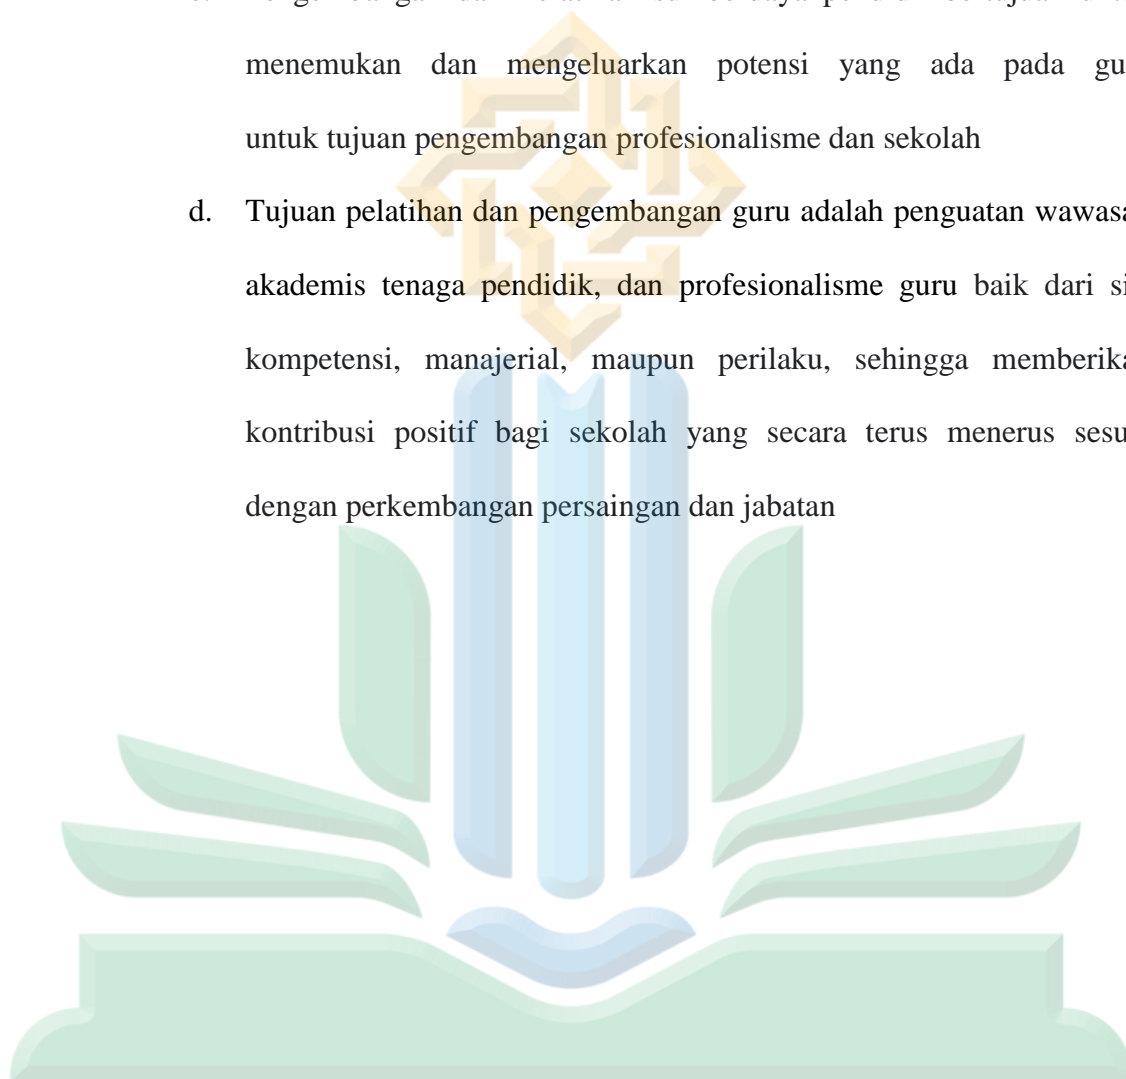 menemukan dan mengeluarkan potensi yang ada pada
untuk tujuan pengembangan profesionalisme dan sekolah
d. Tujuan pelatihan dan pengembangan guru adalah penguatan
akademis tenaga pendidik, dan profesionalisme guru baik dari
kompetensi, manajerial, maupun perilaku, sehingga
kontribusi positif bagi sekolah yang secara terus menerus
dengan perkembangan persaingan dan jabatan